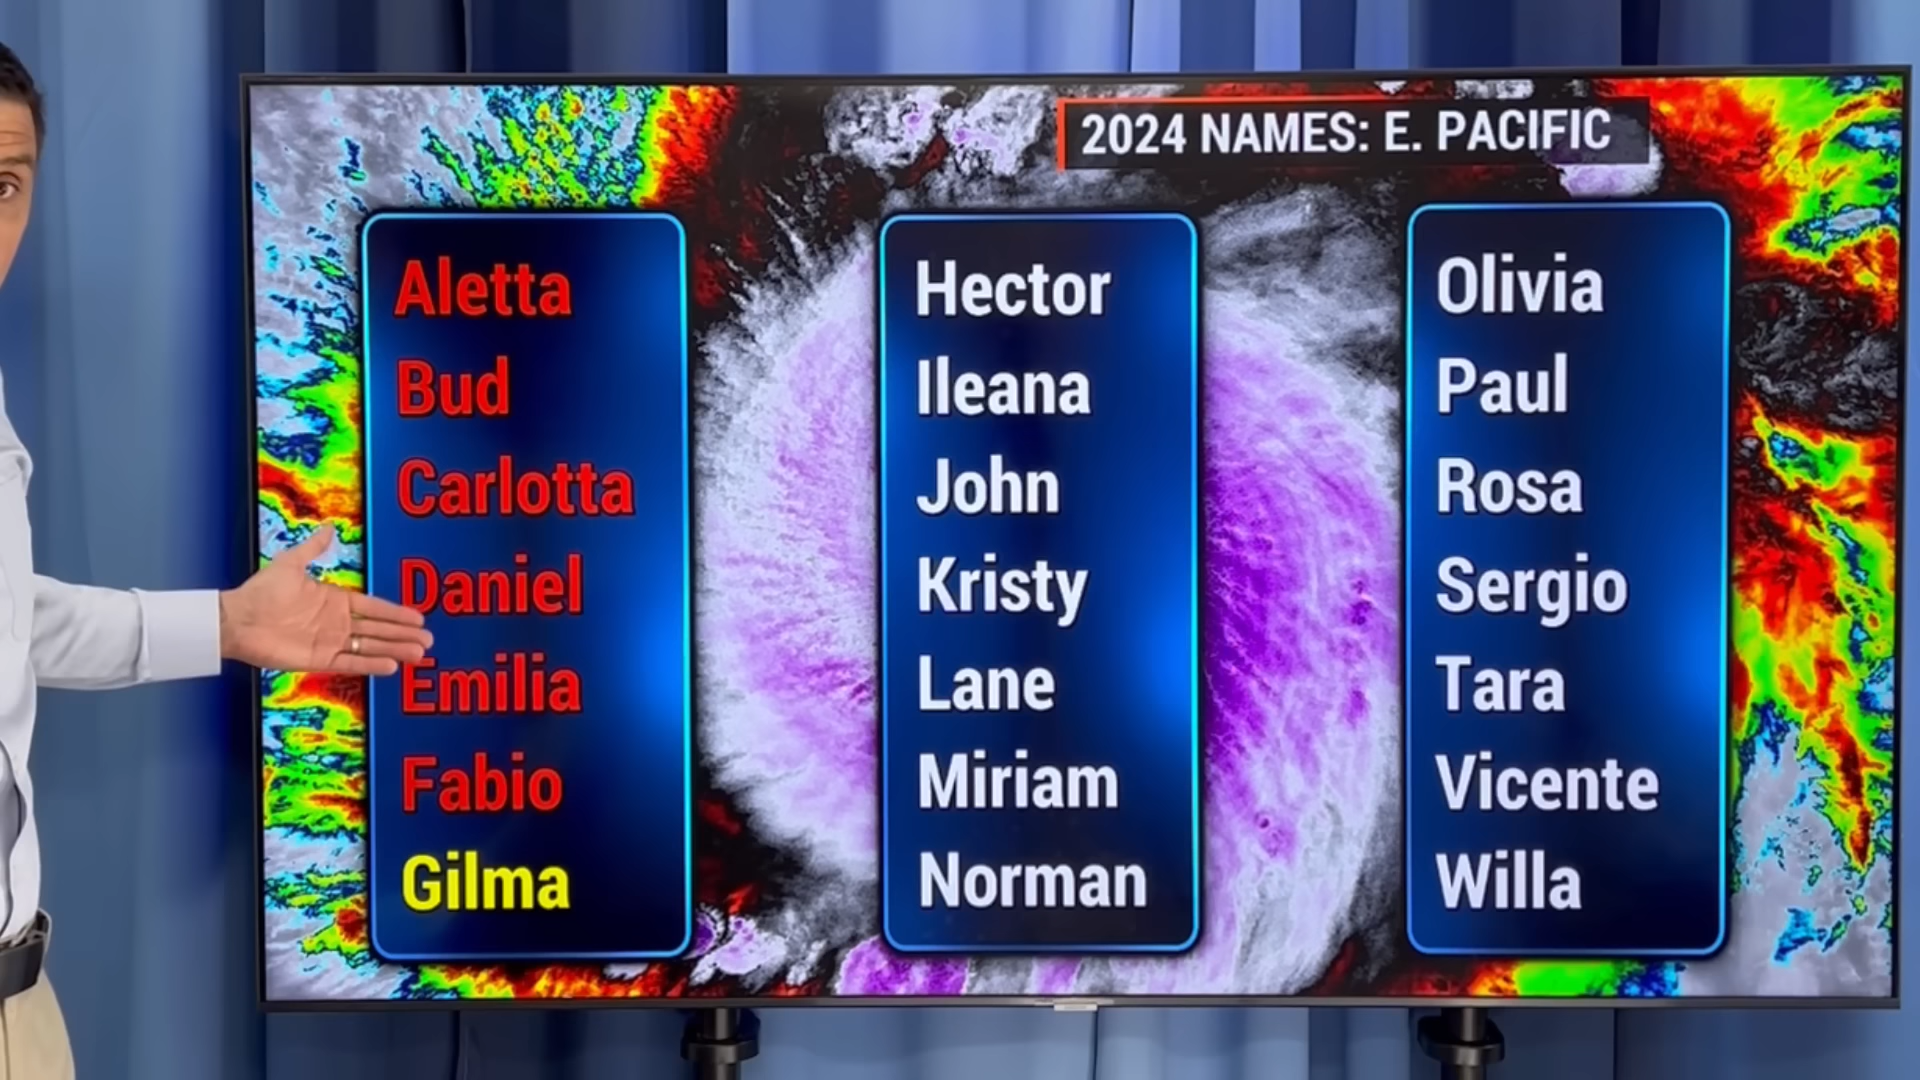 2024 NAMES: E. PACIFIC
Aletta
Bud
Carlotta
Daniel
Emilia
Fabio
Gilma
Hector
Ileana
John
Kristy
Lane
Miriam
Norman
Olivia
Paul
Rosa
Sergio
Tara
Vicente
Willa